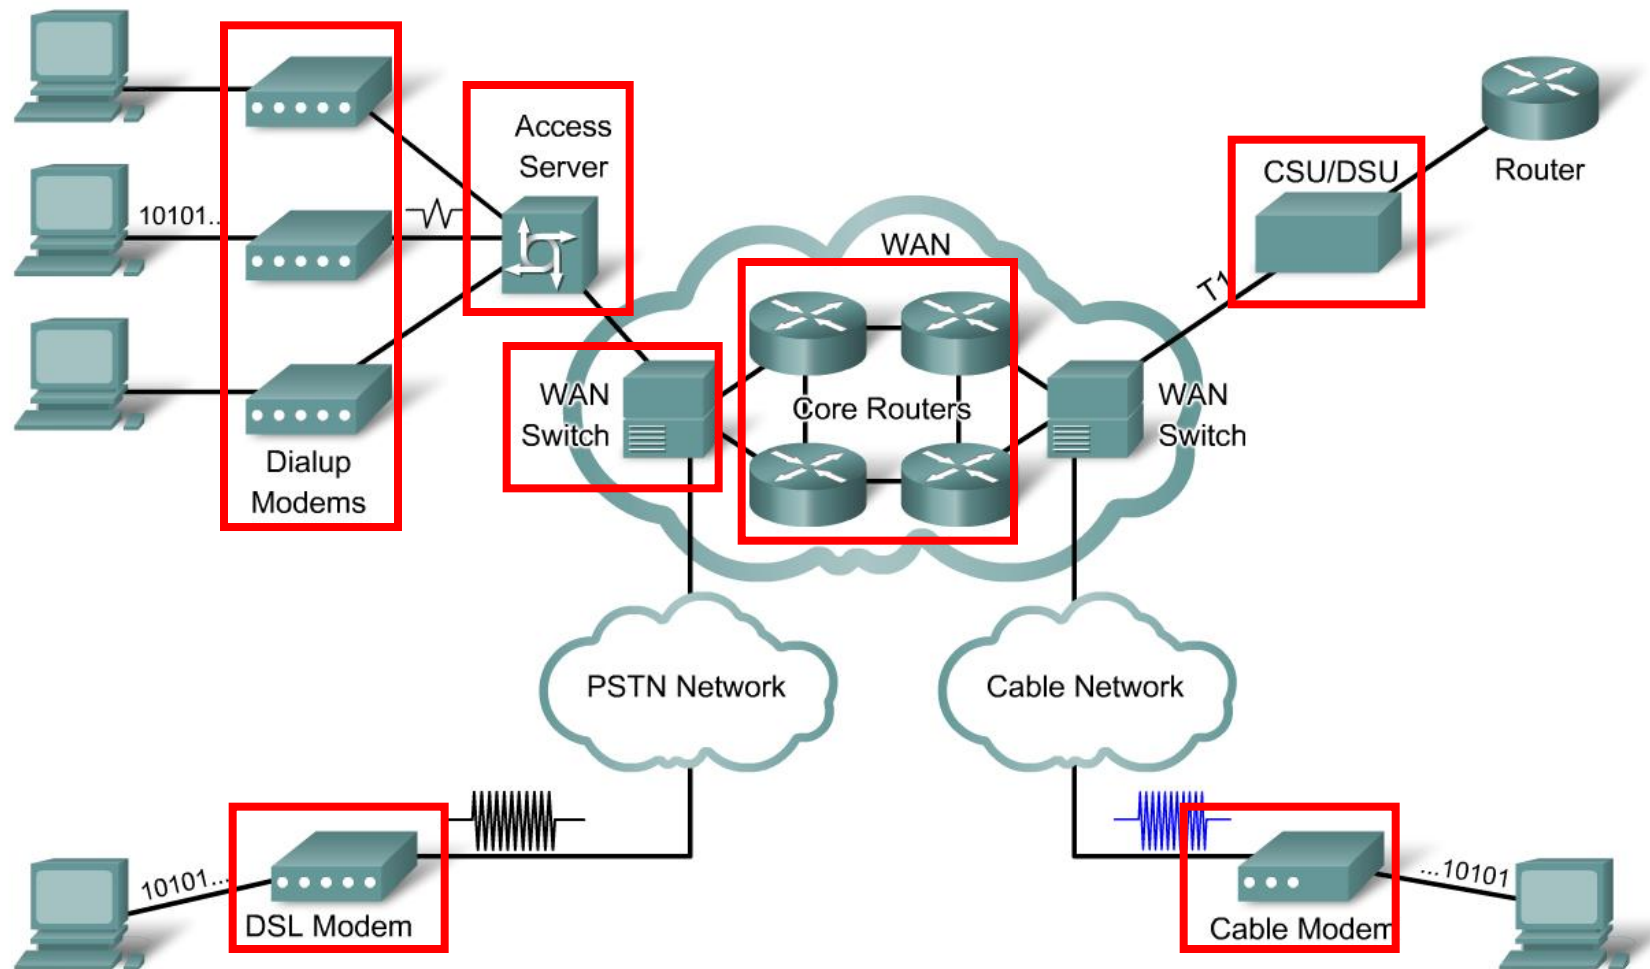 Access
Server
CSU/DSU
Router
10101..
WAN
T1
WAN
Switch
Core Routers
WAN
Switch
Dialup
Modems
PSTN Network
Cable Network
10101...
...10101
DSL Modem
Cable Modem